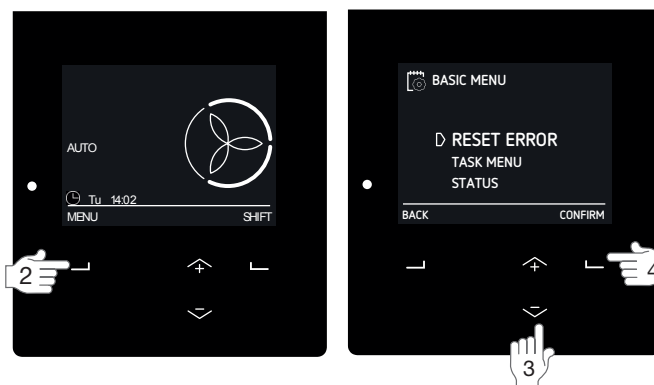 AUTO
Tu 14:02
MENU SHIFT
2
BASIC MENU
RESET ERROR
TASK MENU
STATUS
BACK CONFIRM
4
3